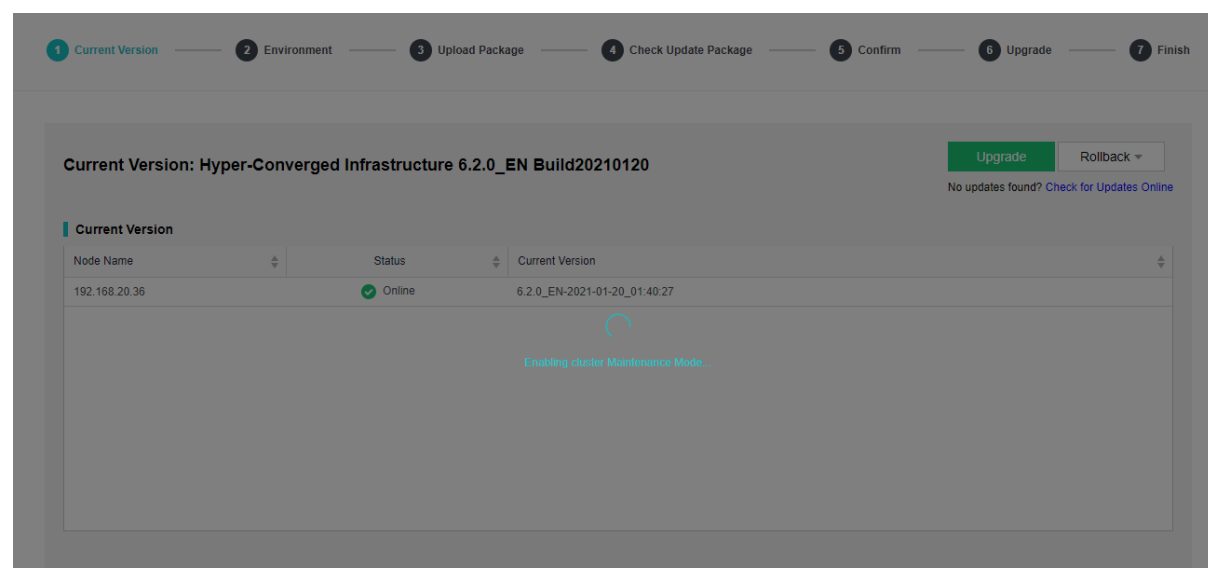 1 Current Version 2 Environment 3 Upload Package 4 Check Update Package 5 Confirm 6 Upgrade 7 Finish
Current Version: Hyper-Converged Infrastructure 6.2.0_EN Build20210120
Upgrade Rollback
No updates found? Check for Updates Online
Current Version
Node Name Status Current Version
192.168.20.36 Online 6.2.0_EN-2021-01-20_01:40:27
Enabling cluster Maintenance Mode...